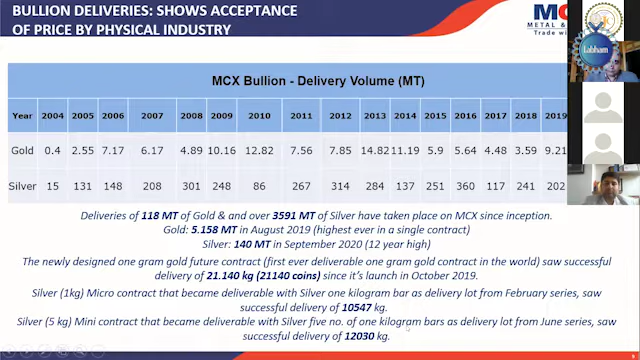 BULLION DELIVERIES: SHOWS ACCEPTANCE
OF PRICE BY PHYSICAL INDUSTRY
METAL &
Trade wi
Labham
MCX Bullion - Delivery Volume (MT)
Year 2004 2005 2006 2007 2008 2009 2010 2011 2012 2013 2014 2015 2016 2017 2018 2019
Gold 0.4 2.55 7.17 6.17 4.89 10.16 12.82 7.56 7.85 14.82 11.19 5.9 5.64 4.48 3.59 9.21
Silver 15 131 148 208 301 248 86 267 314 284 137 251 360 117 241 202
Deliveries of 118 MT of Gold & and over 3591 MT of Silver have taken place on MCX since inception.
Gold: 5.158 MT in August 2019 (highest ever in a single contract)
Silver: 140 MT in September 2020 (12 year high)
The newly designed one gram gold future contract (first ever deliverable one gram gold contract in the world) saw successful
delivery of 21.140 kg (21140 coins) since it's launch in October 2019.
Silver (1kg) Micro contract that became deliverable with Silver one kilogram bar as delivery lot from February series, saw
successful delivery of 10547 kg.
Silver (5 kg) Mini contract that became deliverable with Silver five no. of one kilogram bars as delivery lot from June series, saw
successful delivery of 12030 kg.